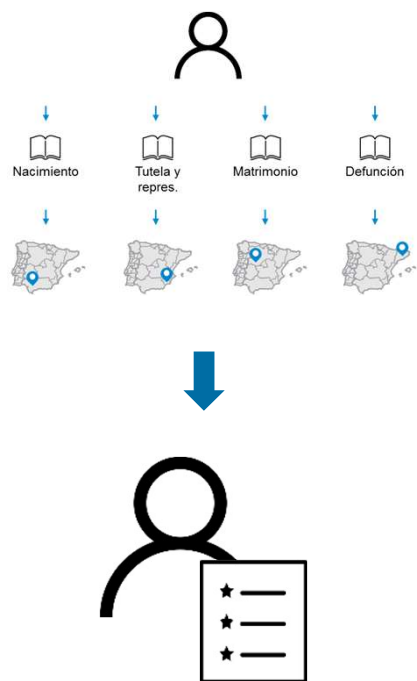 Nacimiento
Tutela y
repres.
Matrimonio
Defunción